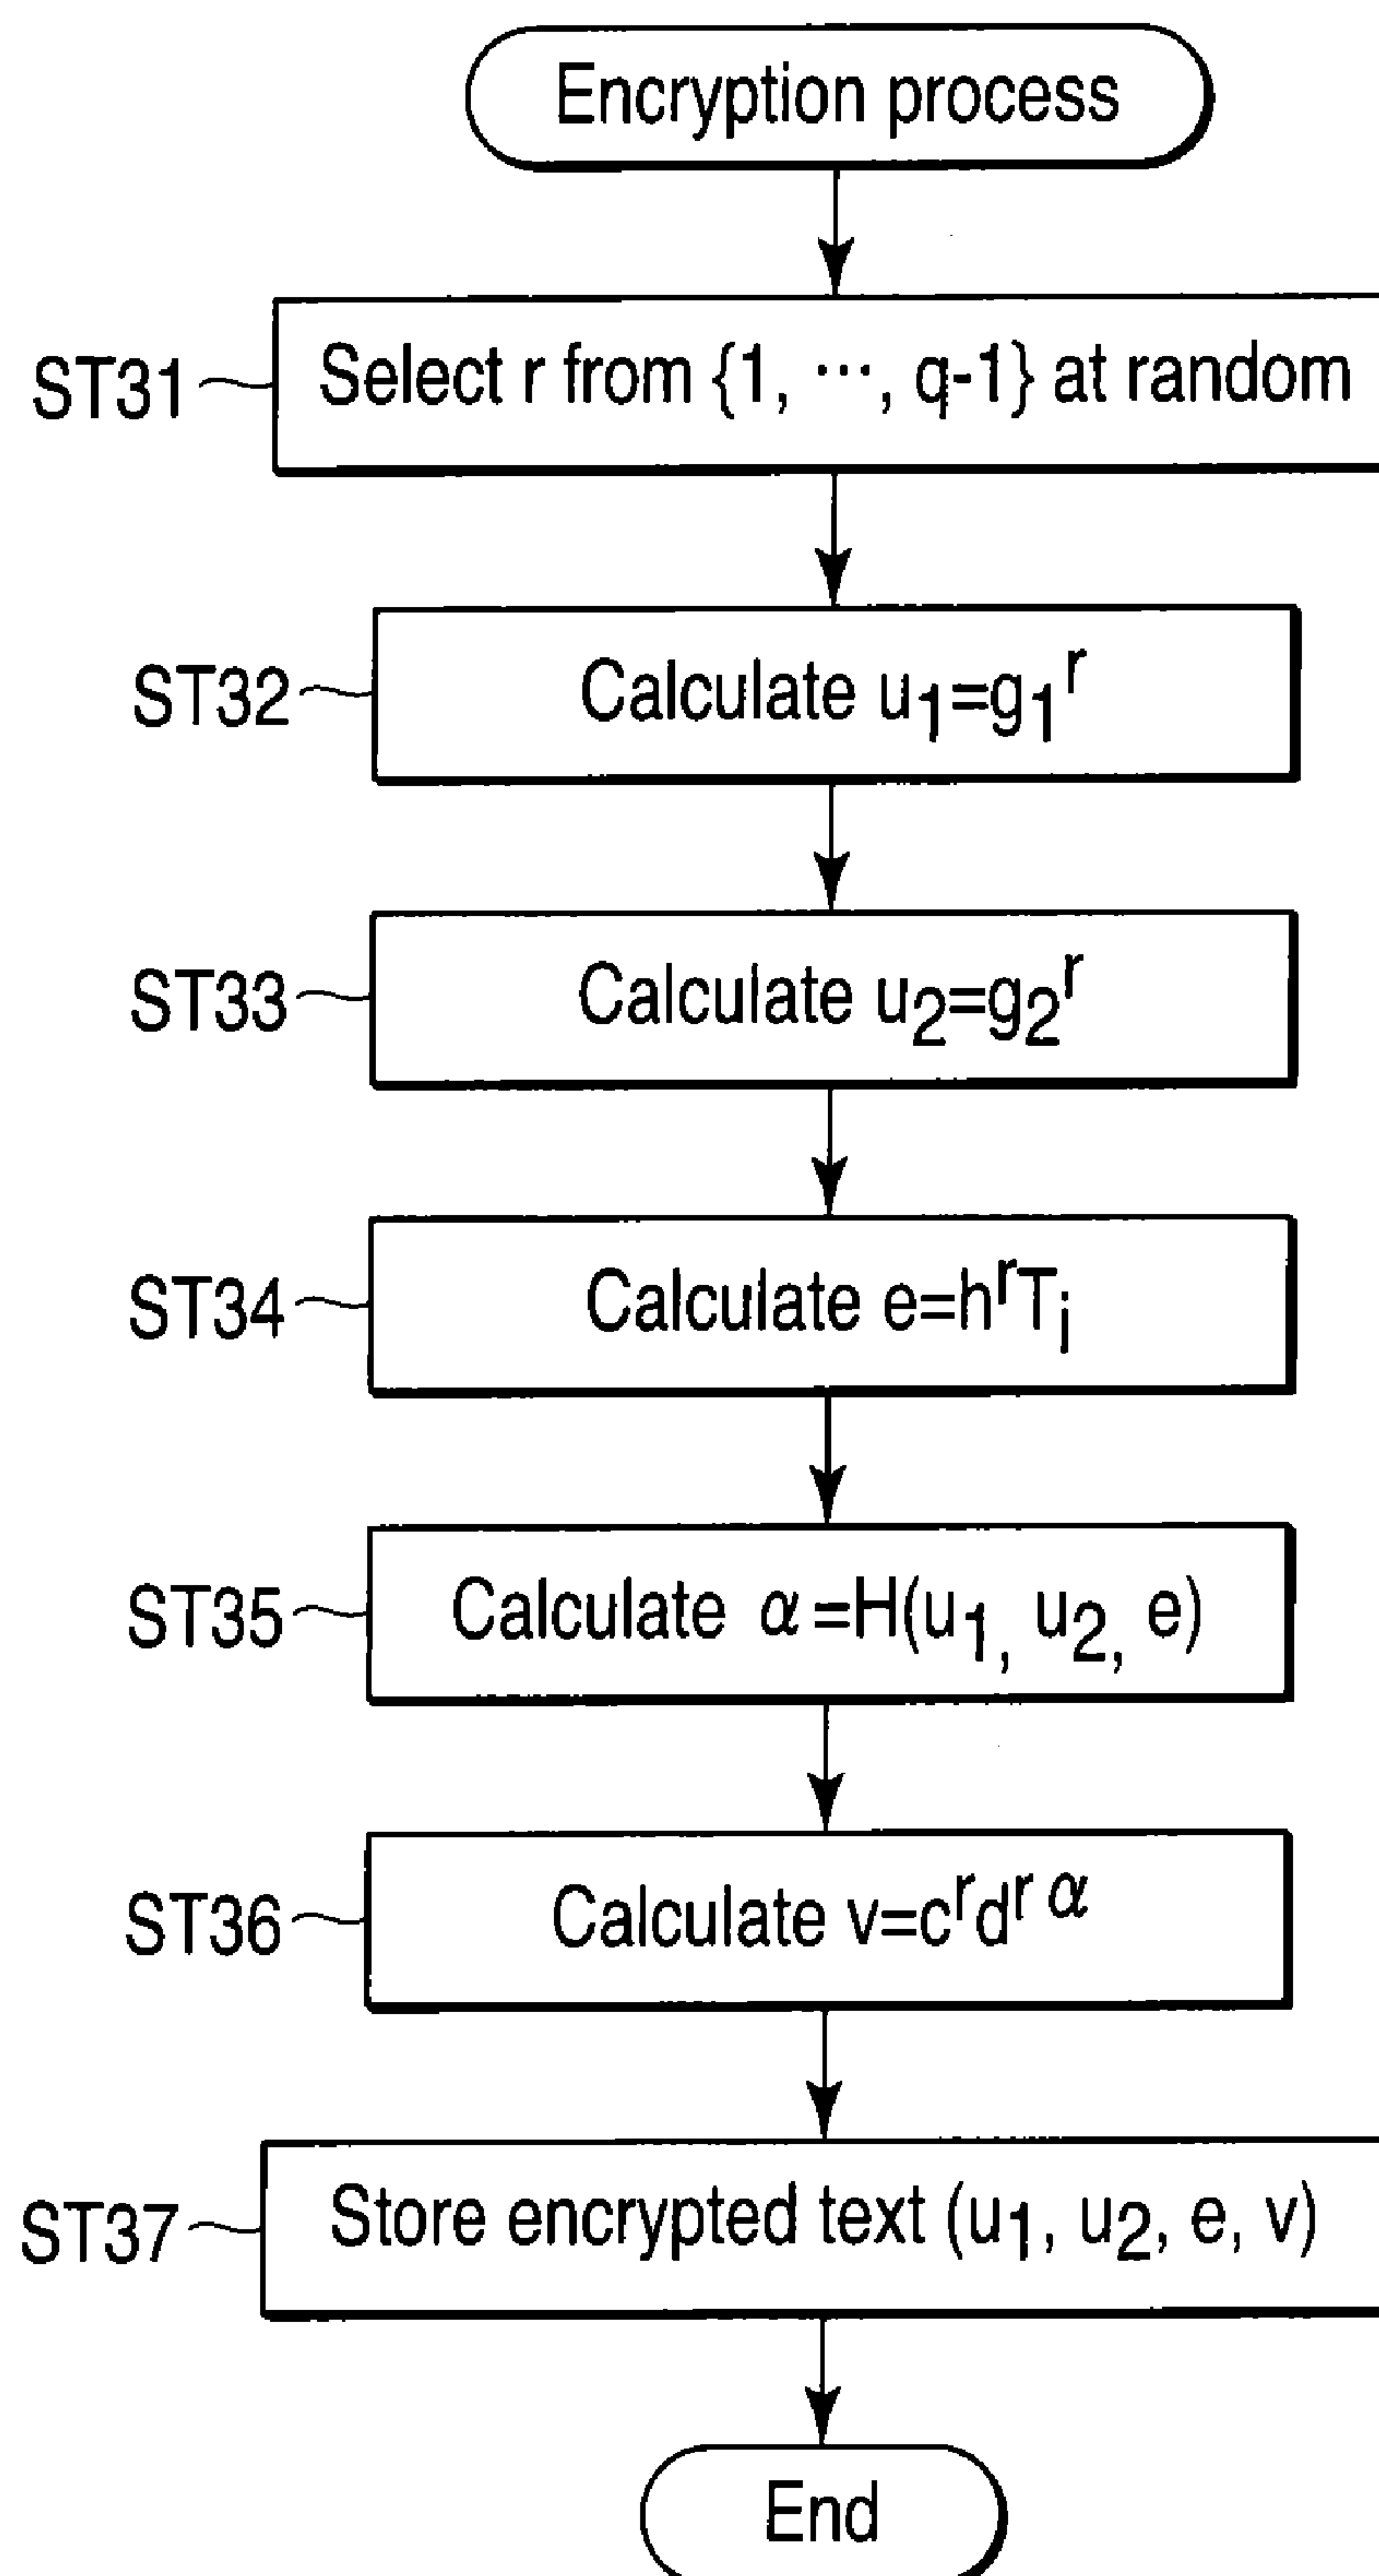 Encryption process
ST31 Select r from {1, ···, q-1} at random
ST32 Calculate u₁=g₁ʳ
ST33 Calculate u₂=g₂ʳ
ST34 Calculate e=hʳTᵢ
ST35 Calculate α=H(u₁, u₂, e)
ST36 Calculate v=cʳdʳᵅ
ST37 Store encrypted text (u₁, u₂, e, v)
End